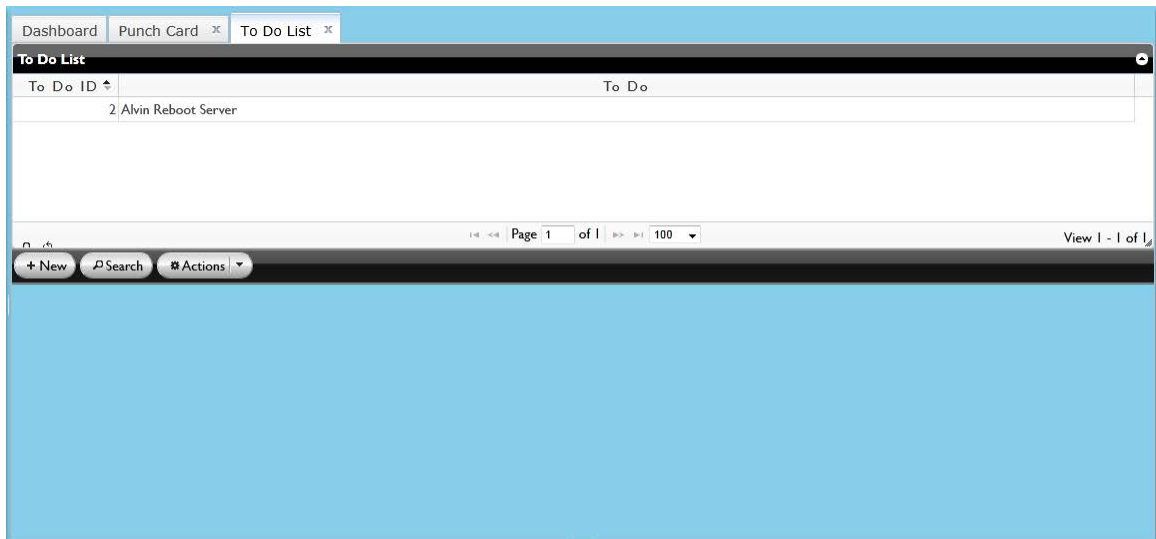 Dashboard Punch Card x To Do List x
To Do List
To Do ID To Do
2 Alvin Reboot Server
Page 1 of 1 100 View 1 - 1 of 1
+ New Search Actions